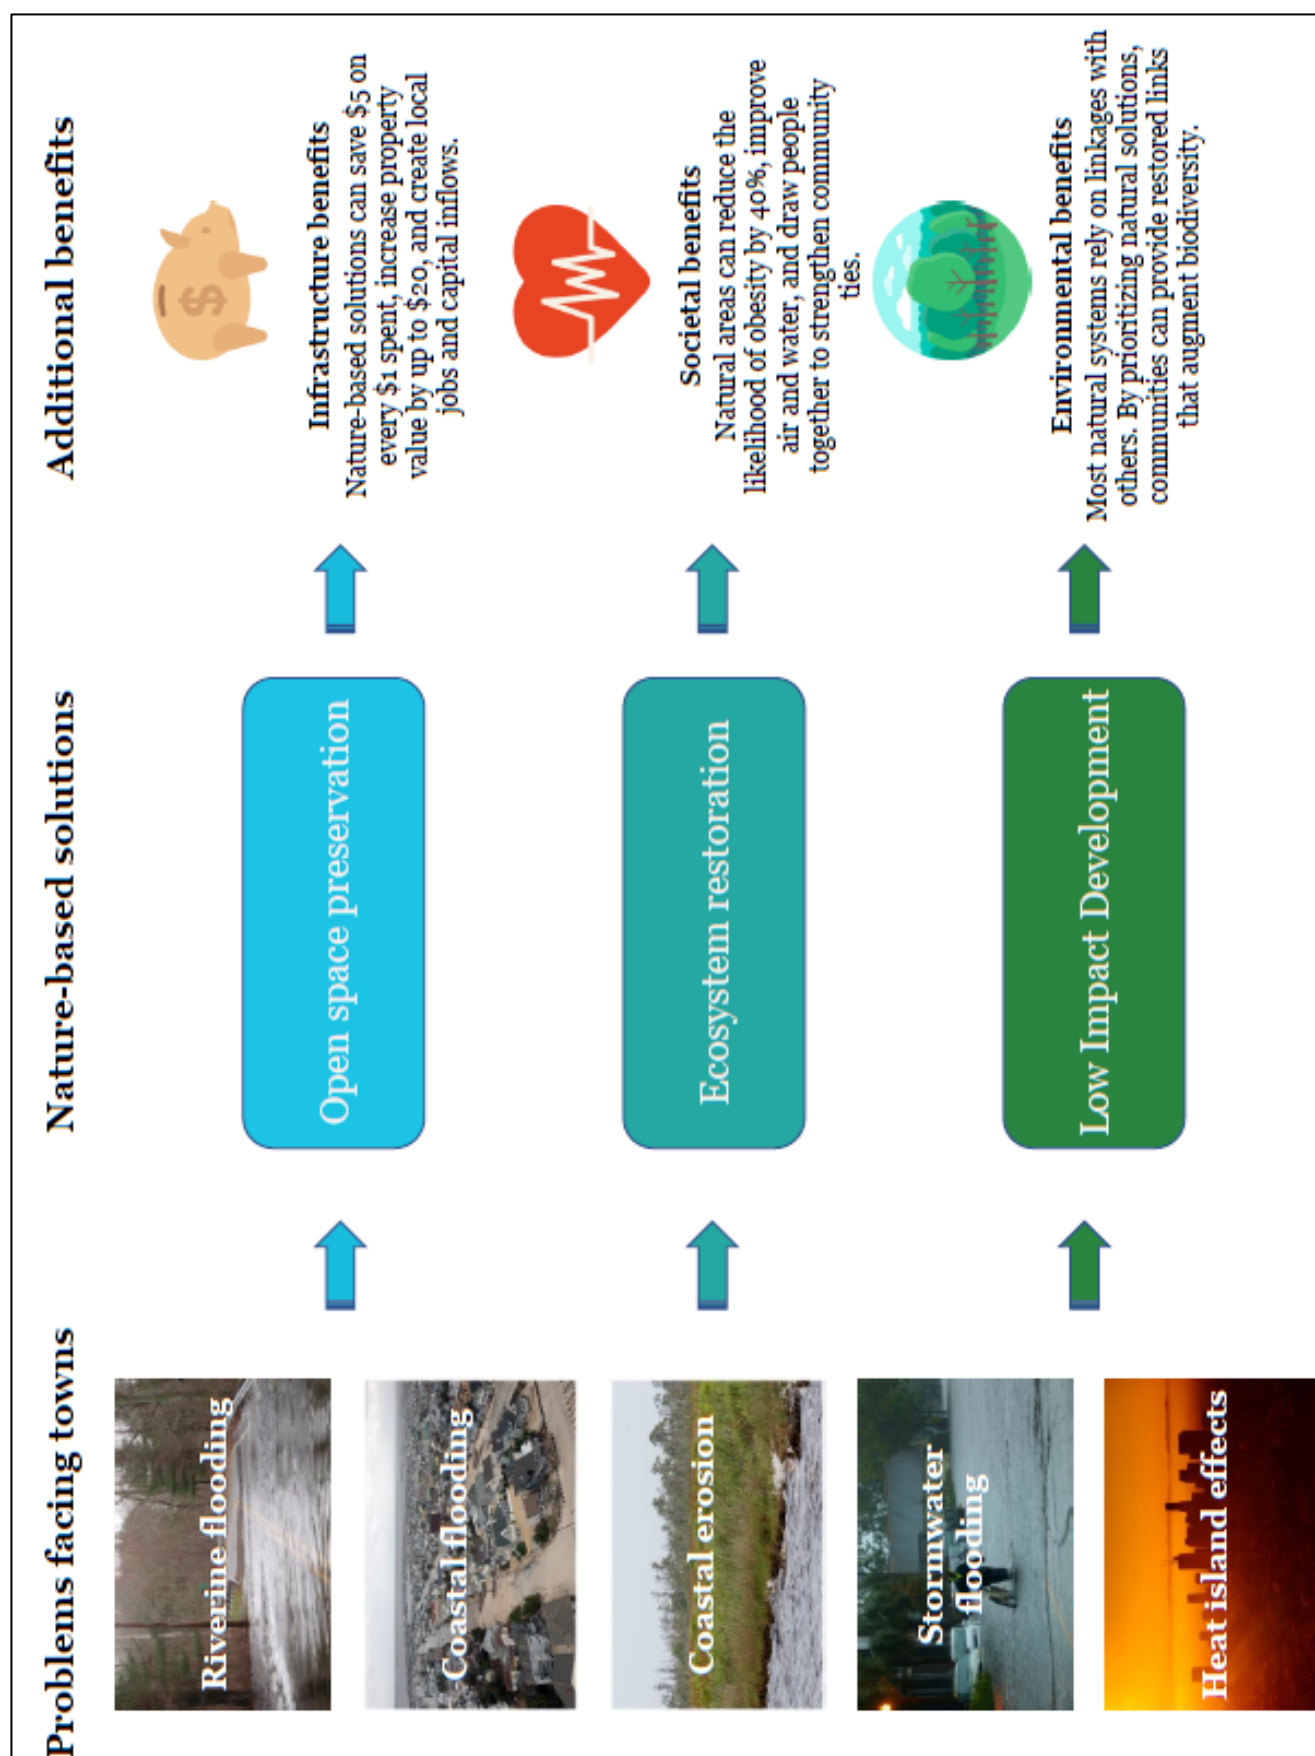 Problems facing towns
Riverine flooding
Coastal flooding
Coastal erosion
Stormwater
flooding
Heat island effects
Nature-based solutions
Open space preservation
Ecosystem restoration
Low Impact Development
Additional benefits
$
Infrastructure benefits
Nature-based solutions can save $5 on
every $1 spent, increase property
value by up to $20, and create local
jobs and capital inflows.
Societal benefits
Natural areas can reduce the
likelihood of obesity by 40%, improve
air and water, and draw people
together to strengthen community
ties.
Environmental benefits
Most natural systems rely on linkages with
others. By prioritizing natural solutions,
communities can provide restored links
that augment biodiversity.